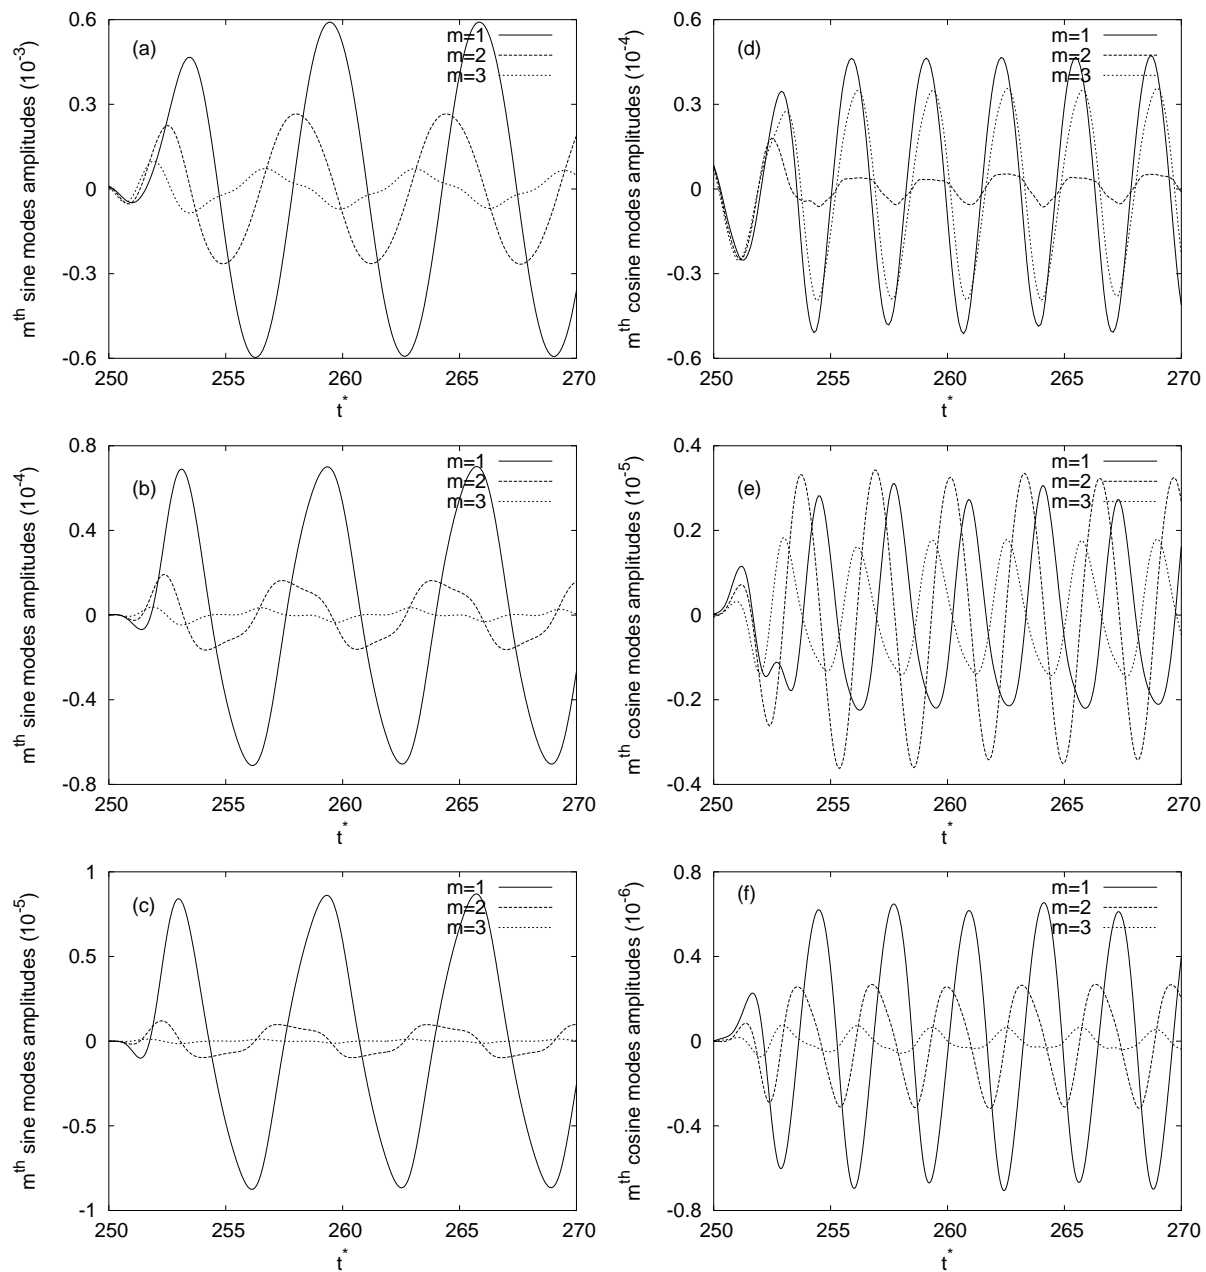 mth sine modes amplitudes (10-3)
0.6
0.3
0
-0.3
-0.6
(a)
m=1
m=2
m=3
250
255
260
265
270
t*
mth cosine modes amplitudes (10-4)
0.6
0.3
0
-0.3
-0.6
(d)
m=1
m=2
m=3
250
255
260
265
270
t*
mth sine modes amplitudes (10-4)
0.8
0.4
0
-0.4
-0.8
(b)
m=1
m=2
m=3
250
255
260
265
270
t*
mth cosine modes amplitudes (10-5)
0.4
0.2
0
-0.2
-0.4
(e)
m=1
m=2
m=3
250
255
260
265
270
t*
mth sine modes amplitudes (10-5)
1
0.5
0
-0.5
-1
(c)
m=1
m=2
m=3
250
255
260
265
270
t*
mth cosine modes amplitudes (10-6)
0.8
0.4
0
-0.4
-0.8
(f)
m=1
m=2
m=3
250
255
260
265
270
t*